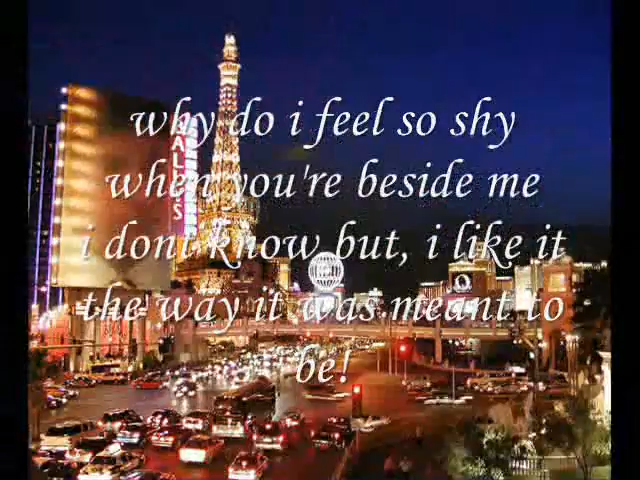 why do i feel so shy
when you're beside me
i dont know but, i like it
the way it was meant to
be!